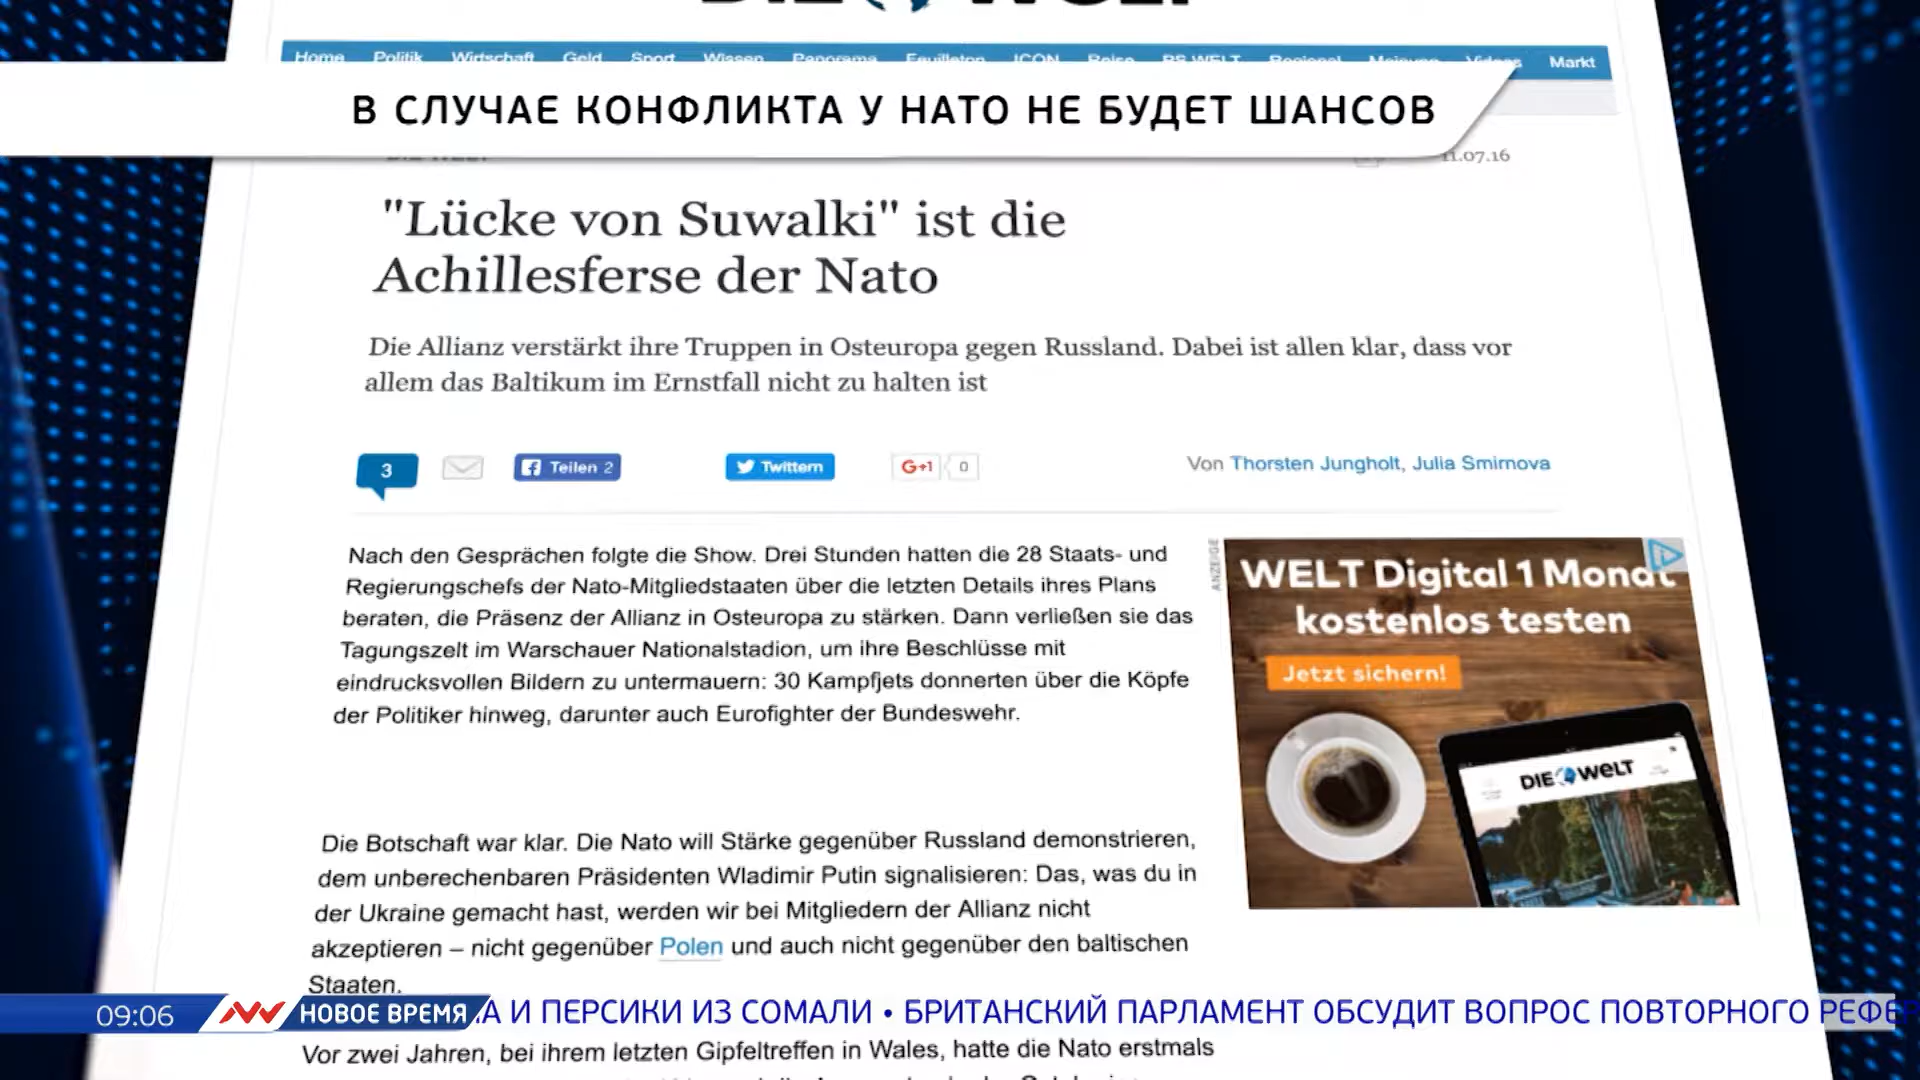 DIE WELT
Home Politik Wirtschaft Geld Sport Wissen Panorama Feuilleton ICON Reise PS WELT Regional Meinung Videos Markt
В СЛУЧАЕ КОНФЛИКТА У НАТО НЕ БУДЕТ ШАНСОВ
11.07.16
"Lücke von Suwalki" ist die
Achillesferse der Nato
Die Allianz verstärkt ihre Truppen in Osteuropa gegen Russland. Dabei ist allen klar, dass vor
allem das Baltikum im Ernstfall nicht zu halten ist
3 Teilen 2 Twittern G+1 0 Von Thorsten Jungholt, Julia Smirnova
Nach den Gesprächen folgte die Show. Drei Stunden hatten die 28 Staats- und
Regierungschefs der Nato-Mitgliedstaaten über die letzten Details ihres Plans
beraten, die Präsenz der Allianz in Osteuropa zu stärken. Dann verließen sie das
Tagungszelt im Warschauer Nationalstadion, um ihre Beschlüsse mit
eindrucksvollen Bildern zu untermauern: 30 Kampfjets donnerten über die Köpfe
der Politiker hinweg, darunter auch Eurofighter der Bundeswehr.
ANZEIGE
WELT Digital 1 Monat
kostenlos testen
Jetzt sichern!
DIE WELT
Die Botschaft war klar. Die Nato will Stärke gegenüber Russland demonstrieren,
dem unberechenbaren Präsidenten Wladimir Putin signalisieren: Das, was du in
der Ukraine gemacht hast, werden wir bei Mitgliedern der Allianz nicht
akzeptieren – nicht gegenüber Polen und auch nicht gegenüber den baltischen
Staaten.
09:06 НОВОЕ ВРЕМЯ А И ПЕРСИКИ ИЗ СОМАЛИ • БРИТАНСКИЙ ПАРЛАМЕНТ ОБСУДИТ ВОПРОС ПОВТОРНОГО РЕФЕР
Vor zwei Jahren, bei ihrem letzten Gipfeltreffen in Wales, hatte die Nato erstmals